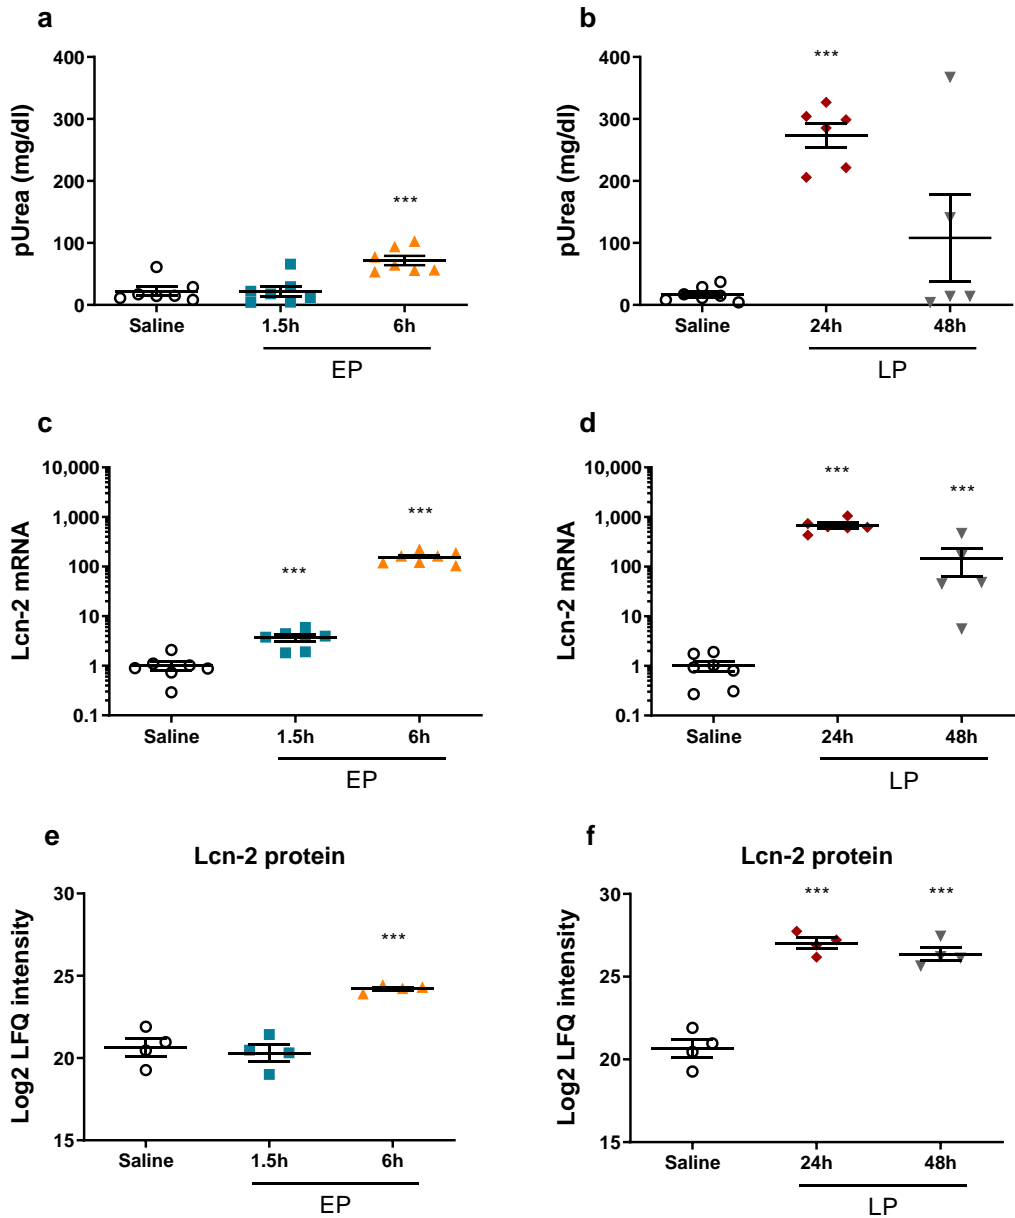 a
pUrea (mg/dl)
400
300
200
100
0
***
Saline
1.5h
6h
EP
b
pUrea (mg/dl)
400
300
200
100
0
***
Saline
24h
48h
LP
c
Lcn-2 mRNA
10,000
1,000
100
10
1
0.1
***
***
Saline
1.5h
6h
EP
d
Lcn-2 mRNA
10,000
1,000
100
10
1
0.1
***
***
Saline
24h
48h
LP
e
Lcn-2 protein
Log2 LFQ intensity
30
25
20
15
***
Saline
1.5h
6h
EP
f
Lcn-2 protein
Log2 LFQ intensity
30
25
20
15
***
***
Saline
24h
48h
LP